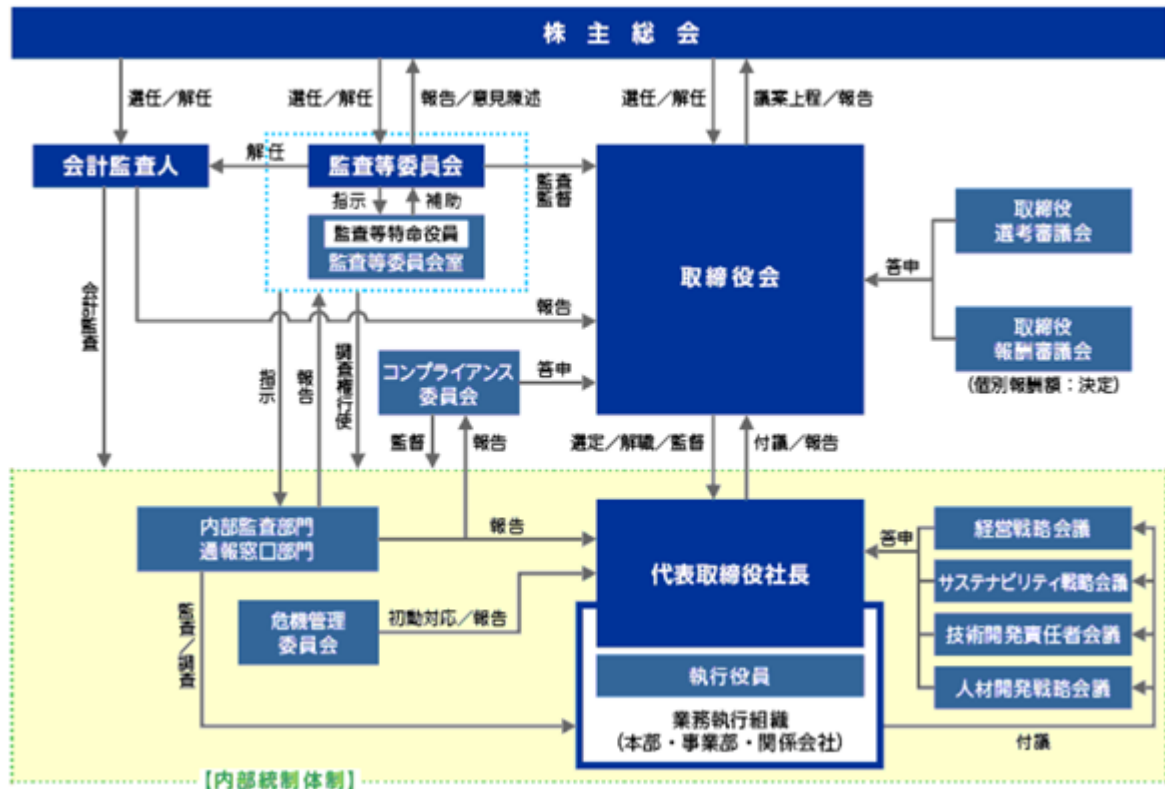 株主総会
選任／解任
選任／解任
報告／意見陳述
選任／解任
議案上程／報告
会計監査人
解任
監査等委員会
監査
監督
指示
補助
監査等特命役員
監査等委員会室
取締役会
取締役
選考審議会
答申
取締役
報酬審議会
(個別報酬額：決定)
会計監査
報告
指示
報告
調査権行使
コンプライアンス
委員会
答申
監督
報告
選定／解職／監督
付議／報告
内部監査部門
通報窓口部門
報告
代表取締役社長
答申
経営戦略会議
サステナビリティ戦略会議
技術開発責任者会議
人材開発戦略会議
危機管理
委員会
初動対応／報告
監査／調査
執行役員
業務執行組織
(本部・事業部・関係会社)
付議
【内部統制体制】